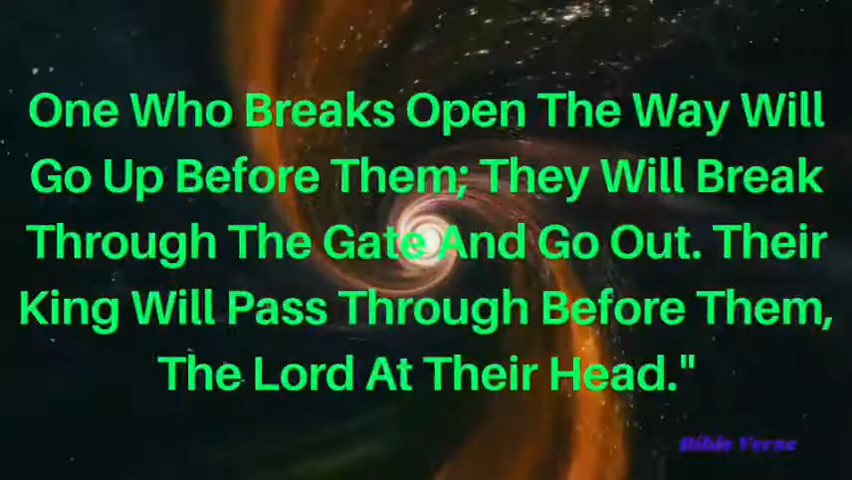 One Who Breaks Open The Way Will
Go Up Before Them; They Will Break
Through The Gate And Go Out. Their
King Will Pass Through Before Them,
The Lord At Their Head."
Bible Verse